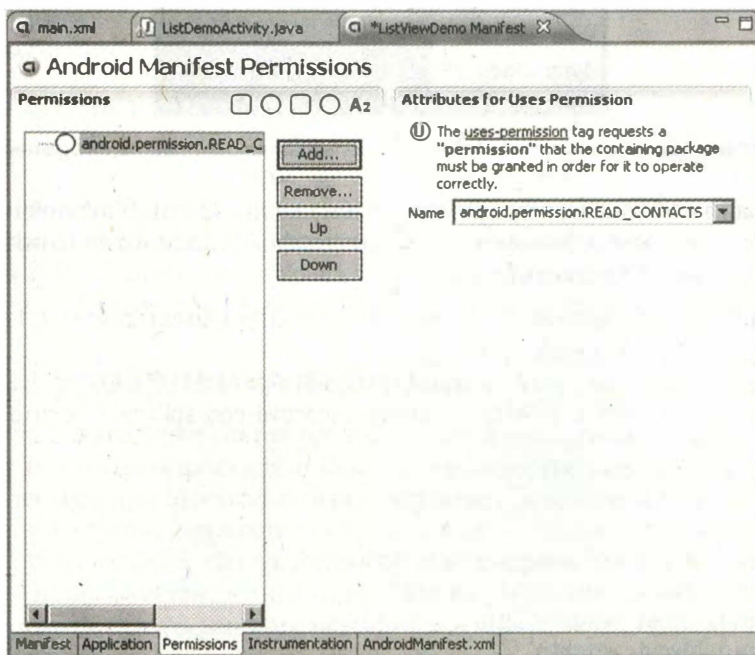 main.xml
ListDemoActivity.java
*ListViewDemo Manifest
Android Manifest Permissions
Permissions
Az
android.permission.READ_C
Add...
Remove...
Up
Down
Attributes for Uses Permission
U The uses-permission tag requests a
"permission" that the containing package
must be granted in order for it to operate
correctly.
Name android.permission.READ_CONTACTS
Manifest Application Permissions Instrumentation AndroidManifest.xml